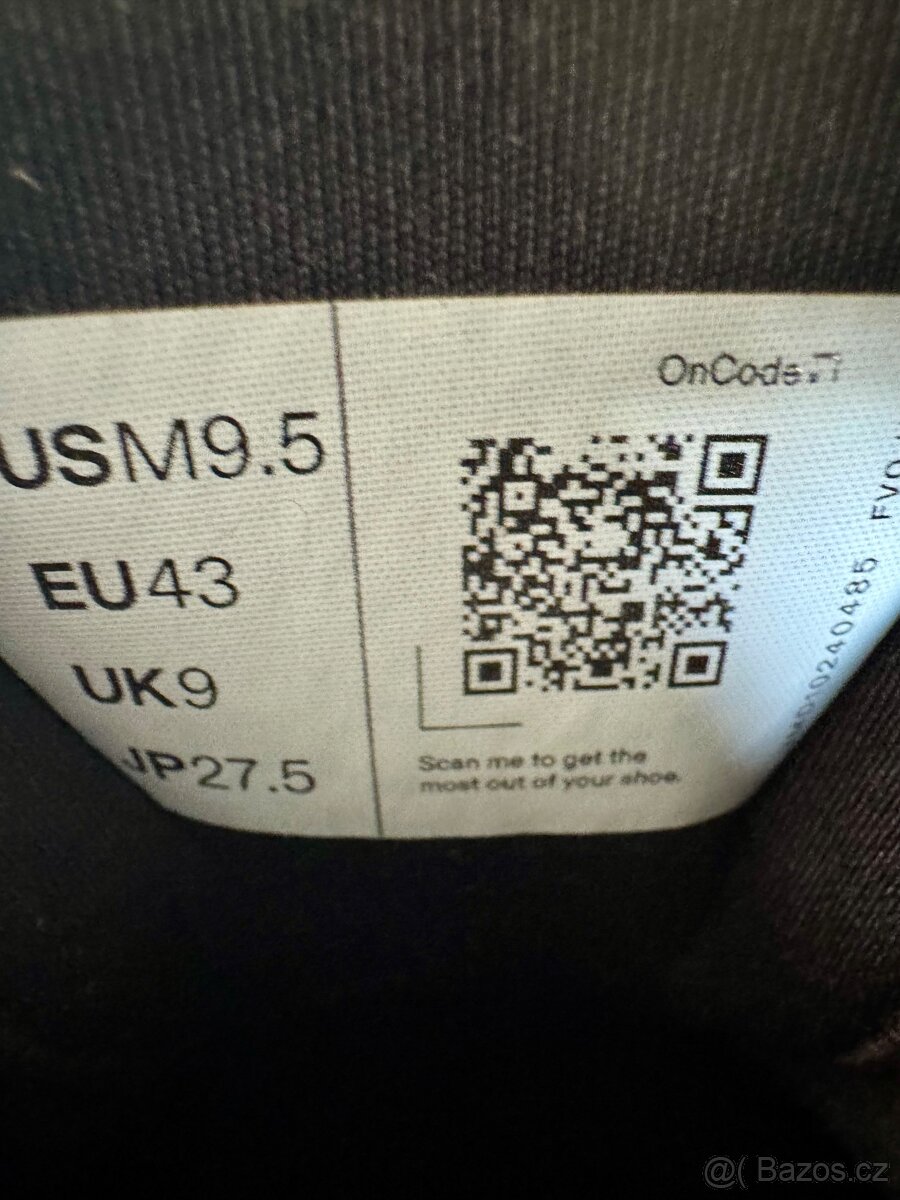 USM9.5
EU43
UK9
JP27.5
OnCode
Scan me to get the
most out of your shoe.
@( Bazos.cz